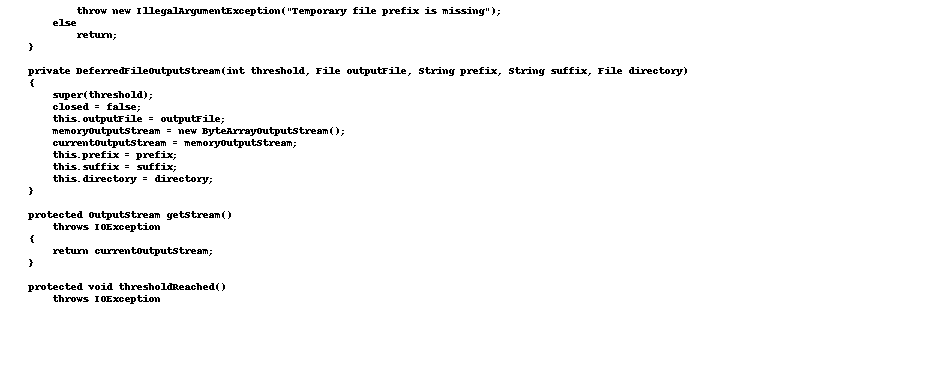 throw new IllegalArgumentException("Temporary file prefix is missing");
        else
            return;
    }

    private DeferredFileOutputStream(int threshold, File outputFile, String prefix, String suffix, File directory)
    {
        super(threshold);
        closed = false;
        this.outputFile = outputFile;
        memoryOutputStream = new ByteArrayOutputStream();
        currentOutputStream = memoryOutputStream;
        this.prefix = prefix;
        this.suffix = suffix;
        this.directory = directory;
    }

    protected OutputStream getStream()
        throws IOException
    {
        return currentOutputStream;
    }

    protected void thresholdReached()
        throws IOException